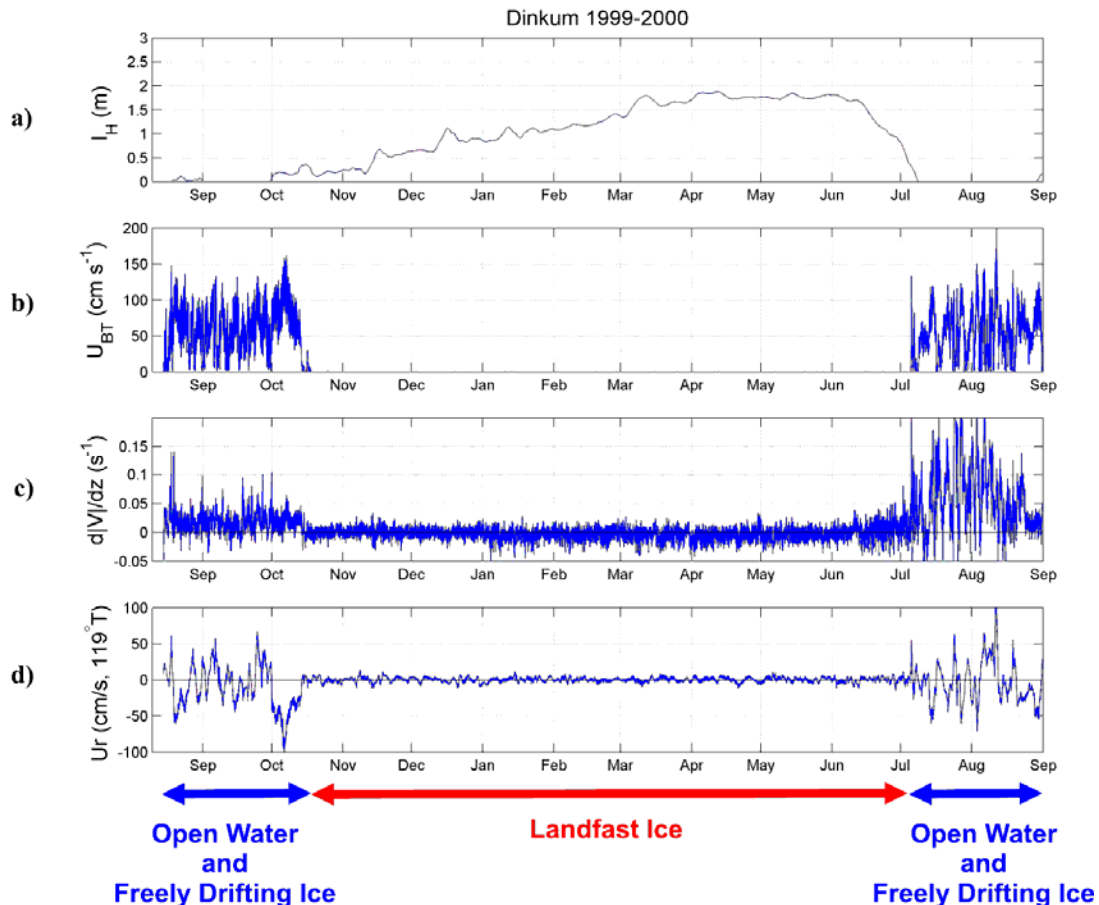 Dinkum 1999-2000
a)
I_H (m)
3
2.5
2
1.5
1
0.5
0
Sep Oct Nov Dec Jan Feb Mar Apr May Jun Jul Aug Sep
b)
U_BT (cm s^-1)
200
150
100
50
0
Sep Oct Nov Dec Jan Feb Mar Apr May Jun Jul Aug Sep
c)
d|V|/dz (s^-1)
0.15
0.1
0.05
0
-0.05
Sep Oct Nov Dec Jan Feb Mar Apr May Jun Jul Aug Sep
d)
Ur (cm/s, 119°T)
100
50
0
-50
-100
Sep Oct Nov Dec Jan Feb Mar Apr May Jun Jul Aug Sep
Open Water
and
Freely Drifting Ice
Landfast Ice
Open Water
and
Freely Drifting Ice